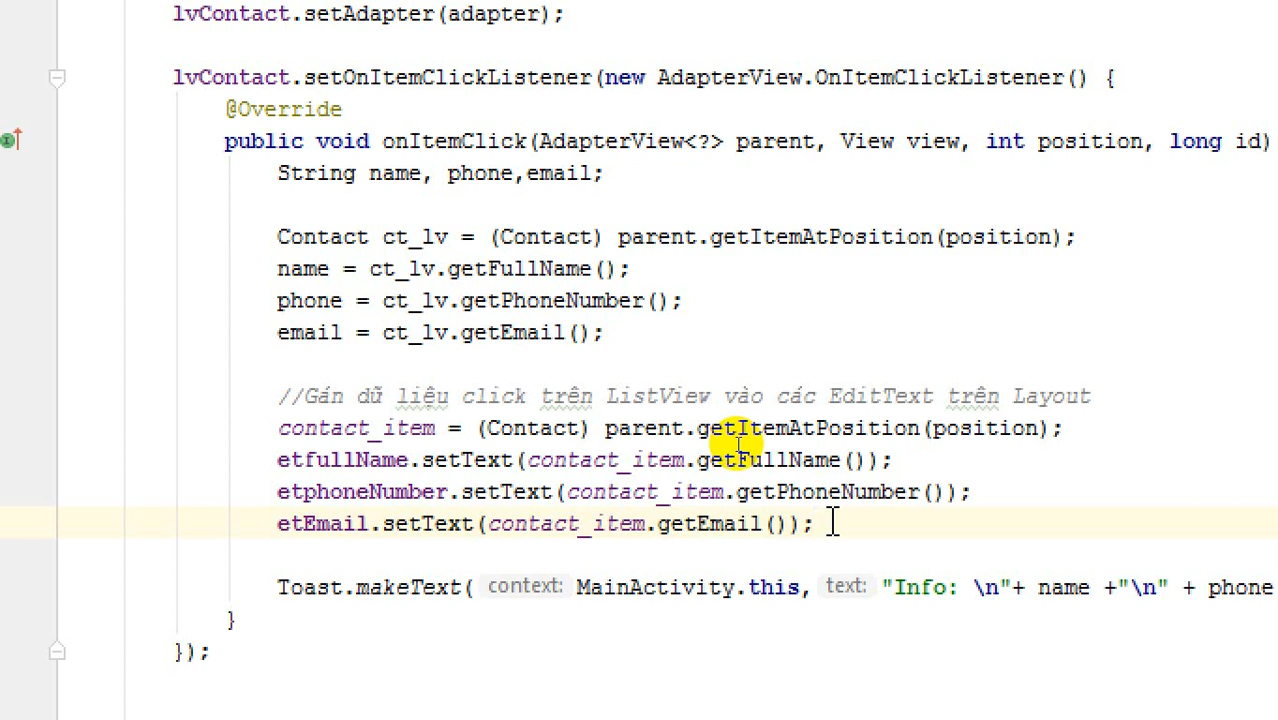 lvContact.setAdapter(adapter);
lvContact.setOnItemClickListener(new AdapterView.OnItemClickListener() {
@Override
public void onItemClick(AdapterView<?> parent, View view, int position, long id)
String name, phone,email;
Contact ct_lv = (Contact) parent.getItemAtPosition(position);
name = ct_lv.getFullName();
phone = ct_lv.getPhoneNumber();
email = ct_lv.getEmail();
//Gán dữ liệu click trên ListView vào các EditText trên Layout
contact_item = (Contact) parent.getItemAtPosition(position);
etfullName.setText(contact_item.getFullName());
etphoneNumber.setText(contact_item.getPhoneNumber());
etEmail.setText(contact_item.getEmail());
Toast.makeText( context: MainActivity.this, text: "Info: \n"+ name +"\n" + phone
}
});